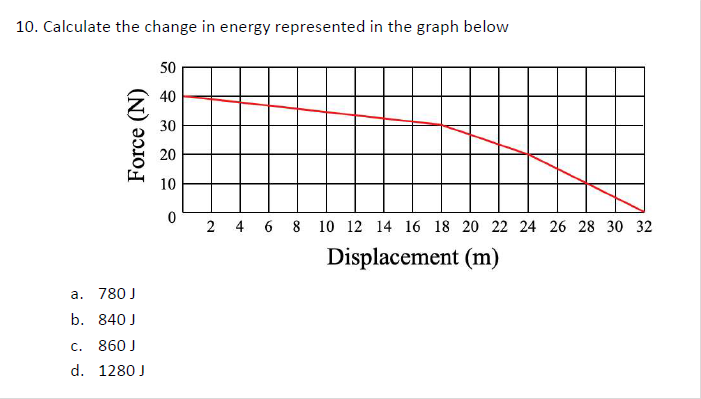 10. Calculate the change in energy represented in the graph below
50
40
30
20
10
0
Force (N)
2 4 6 8 10 12 14 16 18 20 22 24 26 28 30 32
Displacement (m)
a. 780 J
b. 840 J
c. 860 J
d. 1280 J